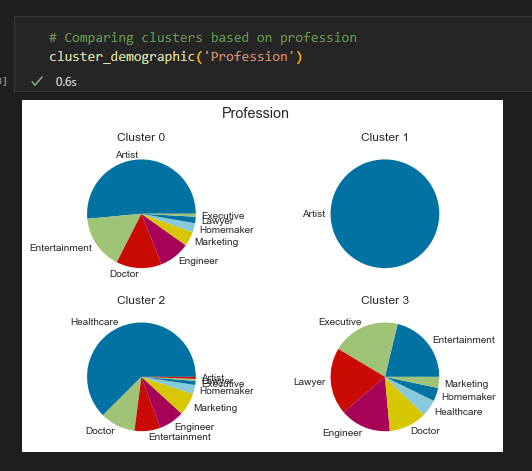 # Comparing clusters based on profession
cluster_demographic('Profession')
0.6s
Profession
Cluster 0
Artist
Executive
Lawyer
Homemaker
Marketing
Engineer
Doctor
Entertainment
Cluster 1
Artist
Cluster 2
Healthcare
Artist
Executive
Homemaker
Marketing
Engineer
Entertainment
Doctor
Cluster 3
Executive
Entertainment
Lawyer
Marketing
Homemaker
Healthcare
Doctor
Engineer